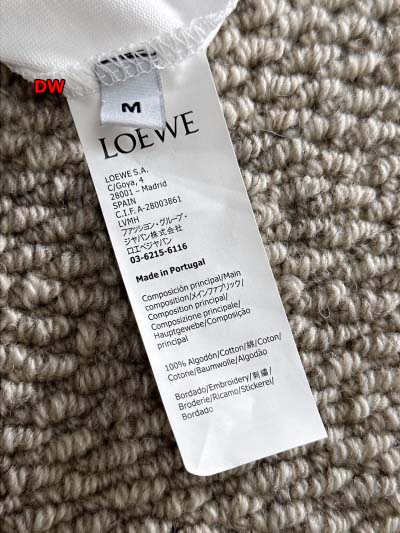 DW
M
LOEWE
LOEWE S.A.
C/Goya, 4
28001 – Madrid
SPAIN
C.I.F. A-28003861
LVMH
ファッション・グループ・
ジャパン株式会社
ロエベジャパン
03-6215-6116
Made in Portugal
Composición principal/Main
composition/メインファブリック/
Composition principal/
Composizione principale/
Hauptgewebe/Composição
principal
100% Algodón/Cotton/綿/Coton/
Cotone/Baumwolle/Algodão
Bordado/Embroidery/刺繍/
Broderie/Ricamo/Stickerei/
Bordado